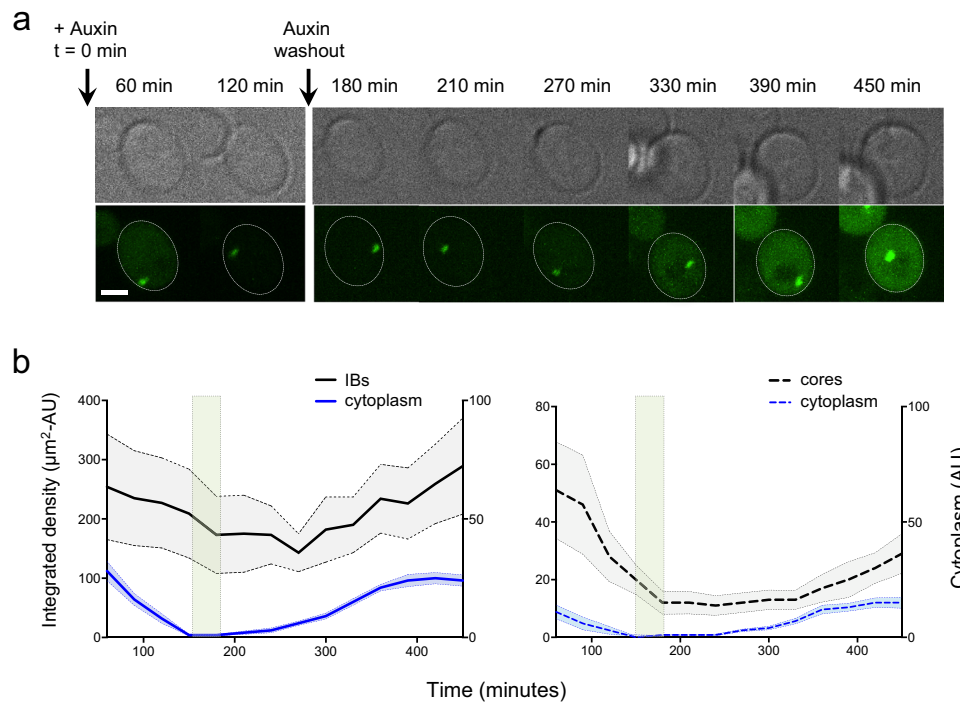 a
+ Auxin
t = 0 min
Auxin
washout
60 min 120 min 180 min 210 min 270 min 330 min 390 min 450 min
b
IBs
cytoplasm
cores
cytoplasm
Integrated density (μm²-AU)
400
300
200
100
0
100
50
0
100 200 300 400
80
60
40
20
0
100
50
0
100 200 300 400
Cytoplasm (AU)
Time (minutes)